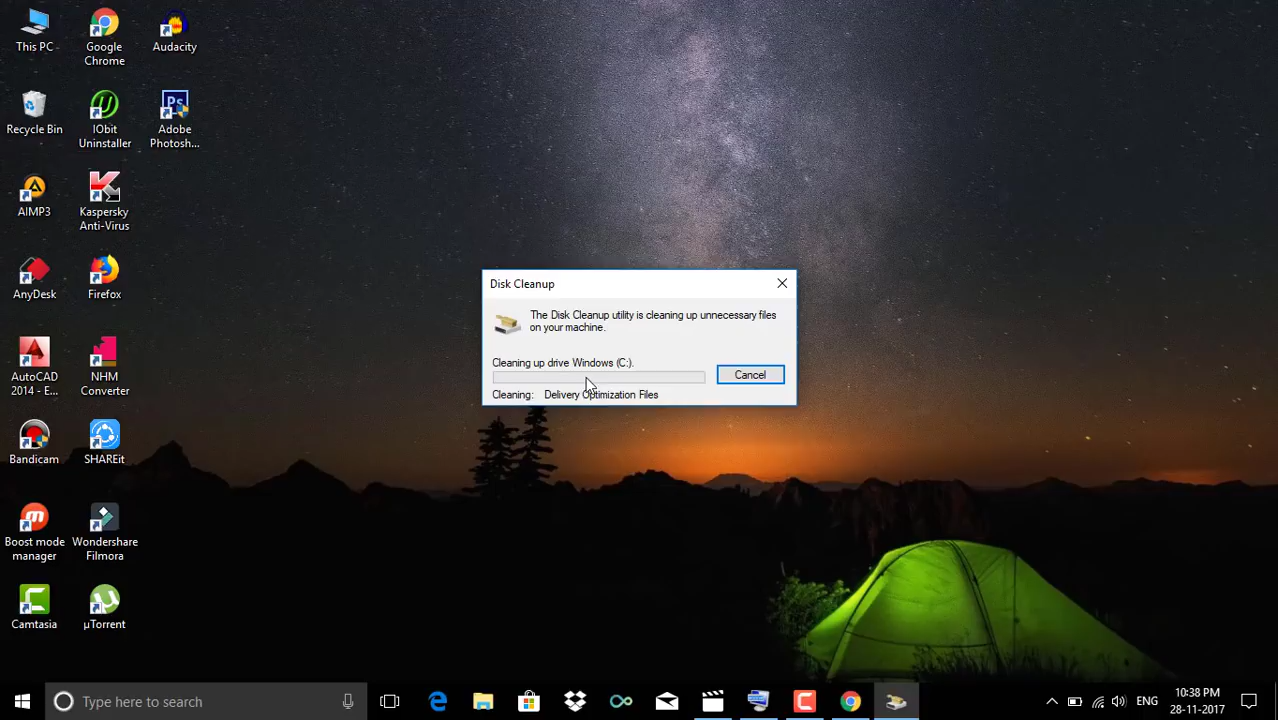 This PC
Google
Chrome
Audacity
Recycle Bin
IObit
Uninstaller
Ps
Adobe
Photosh...
AIMP3
Kaspersky
Anti-Virus
AnyDesk
Firefox
AutoCAD
2014 - E...
NHM
Converter
Bandicam
SHAREit
Boost mode
manager
Wondershare
Filmora
Camtasia
µTorrent
Disk Cleanup
The Disk Cleanup utility is cleaning up unnecessary files
on your machine.
Cleaning up drive Windows (C:).
Cancel
Cleaning: Delivery Optimization Files
Type here to search
ENG
10:38 PM
28-11-2017